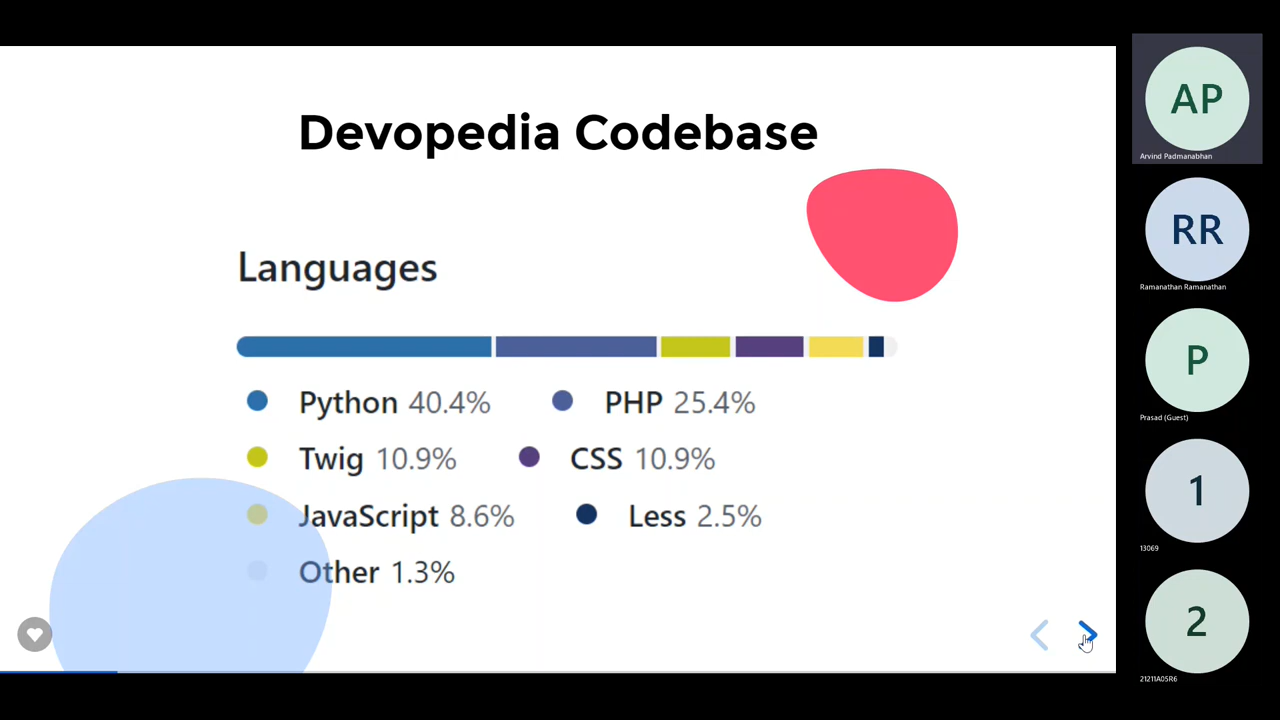 Devopedia Codebase
Languages
Python 40.4% PHP 25.4%
Twig 10.9% CSS 10.9%
JavaScript 8.6% Less 2.5%
Other 1.3%
AP
Arvind Padmanabhan
RR
Ramanathan Ramanathan
P
Prasad (Guest)
1
13069
2
21211A05R6